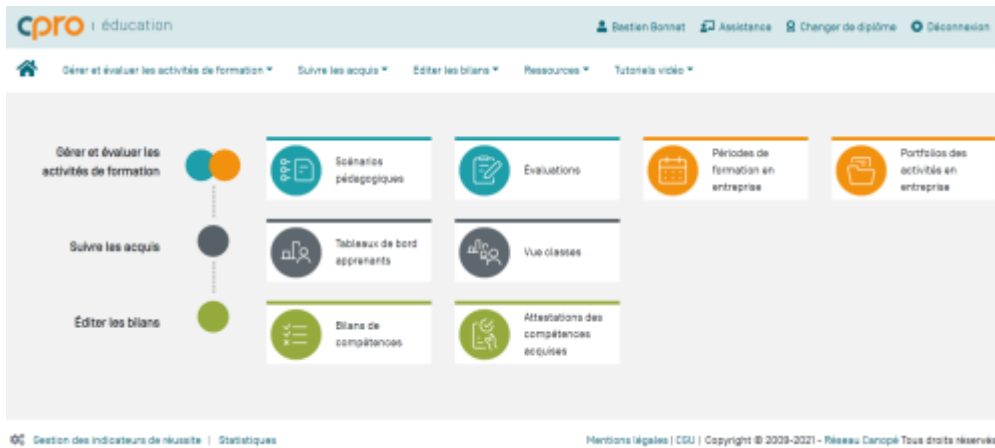 cpro | éducation
Bastien Bonnet Assistance Changer de diplôme Déconnexion
Gérer et évaluer les activités de formation Suivre les acquis Editer les bilans Ressources Tutoriels vidéo
Gérer et évaluer les
activités de formation
Scénarios
pédagogiques
Évaluations
Périodes de
formation en
entreprise
Portfolios des
activités en
entreprise
Suivre les acquis
Tableaux de bord
apprenants
Vue classes
Éditer les bilans
Bilans de
compétences
Attestations des
compétences
acquises
Gestion des indicateurs de réussite | Statistiques
Mentions légales | CGU | Copyright © 2009-2021 - Réseau Canopé Tous droits réservés